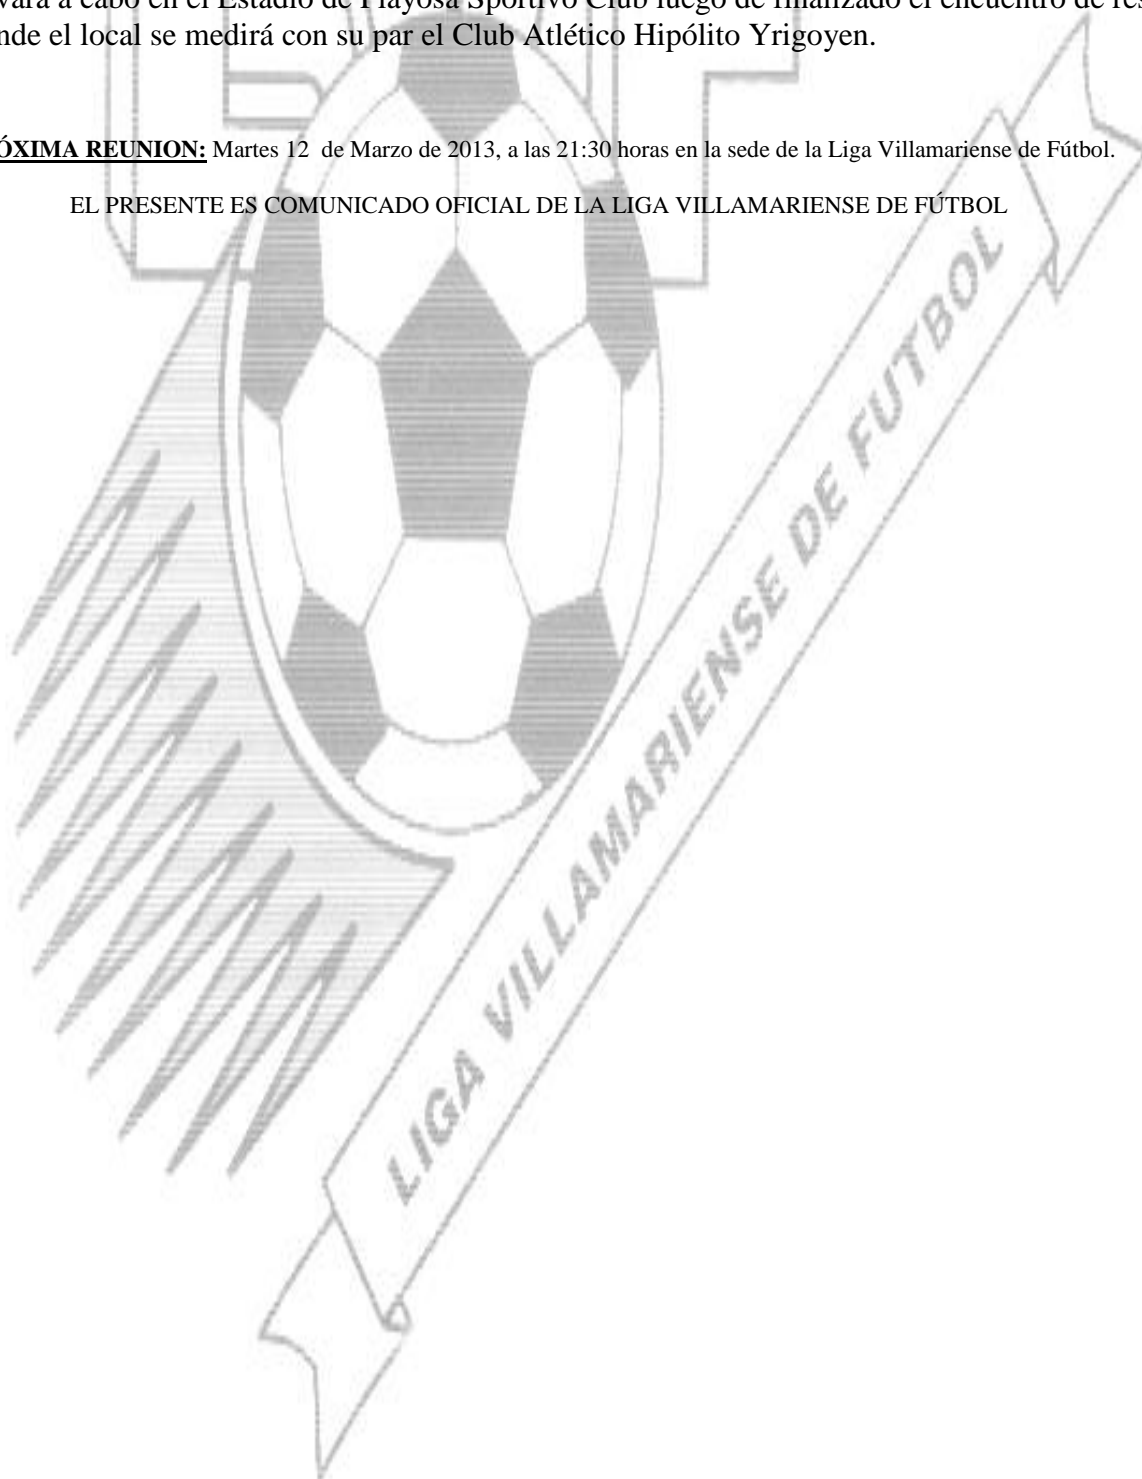 vará a cabo en el Estadio de Playosa Sportivo Club luego de finalizado el encuentro de res
nde el local se medirá con su par el Club Atlético Hipólito Yrigoyen.
ÓXIMA REUNION: Martes 12 de Marzo de 2013, a las 21:30 horas en la sede de la Liga Villamariense de Fútbol.
EL PRESENTE ES COMUNICADO OFICIAL DE LA LIGA VILLAMARIENSE DE FÚTBOL
LIGA VILLAMARIENSE DE FUTBOL